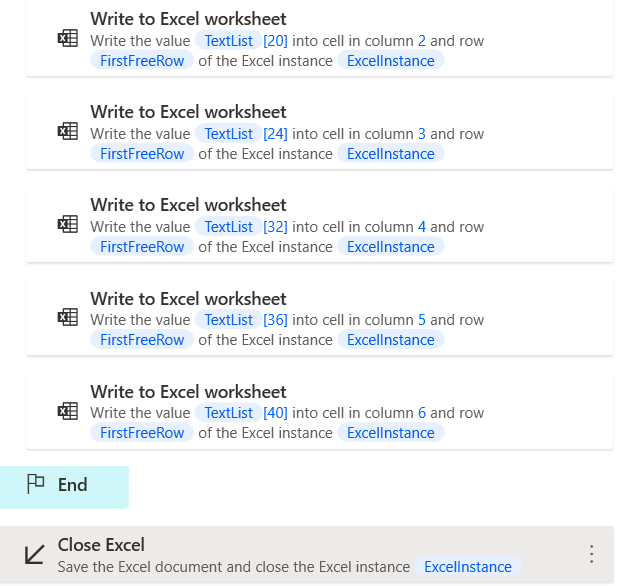 Write to Excel worksheet
Write the value TextList [20] into cell in column 2 and row
FirstFreeRow of the Excel instance ExcelInstance
Write to Excel worksheet
Write the value TextList [24] into cell in column 3 and row
FirstFreeRow of the Excel instance ExcelInstance
Write to Excel worksheet
Write the value TextList [32] into cell in column 4 and row
FirstFreeRow of the Excel instance ExcelInstance
Write to Excel worksheet
Write the value TextList [36] into cell in column 5 and row
FirstFreeRow of the Excel instance ExcelInstance
Write to Excel worksheet
Write the value TextList [40] into cell in column 6 and row
FirstFreeRow of the Excel instance ExcelInstance
End
Close Excel
Save the Excel document and close the Excel instance ExcelInstance